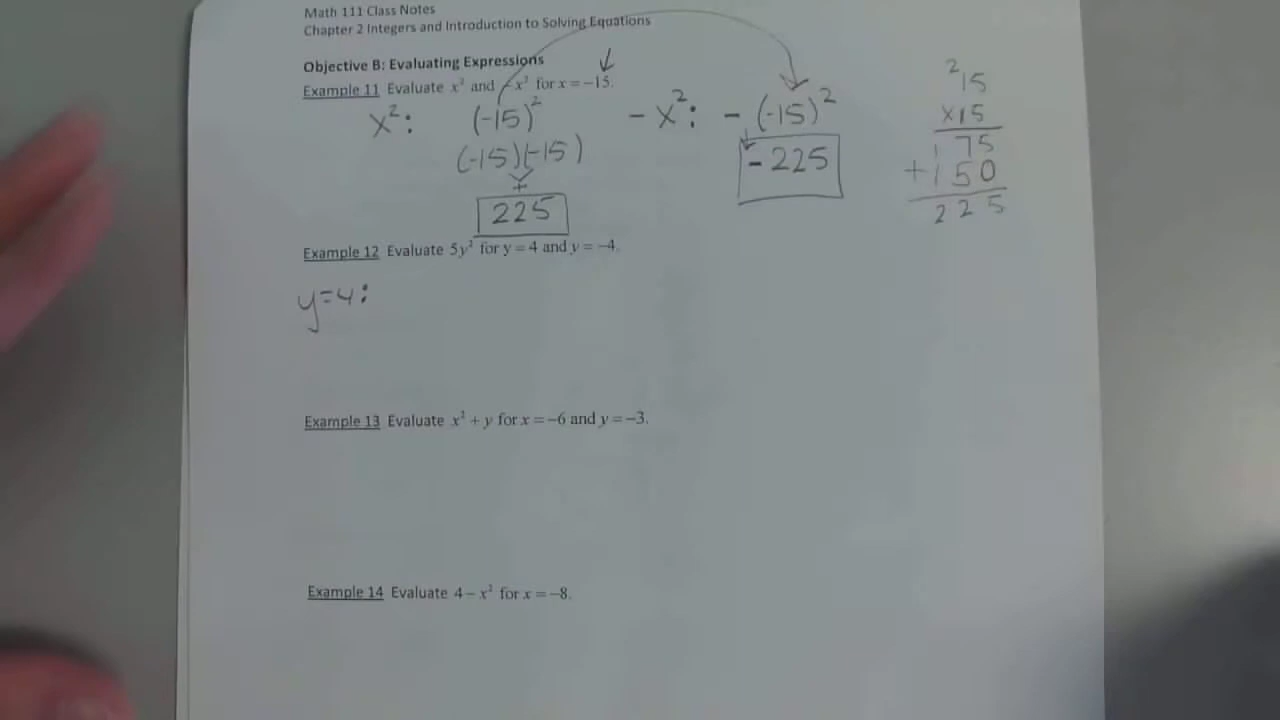 Math 111 Class Notes
Chapter 2 Integers and Introduction to Solving Equations
Objective B: Evaluating Expressions
Example 11 Evaluate x² and −x² for x = −15.
x²: (-15)² - x²: - (-15)²
(-15)(-15) - 225
+
225
²15
x15
175
+150
225
Example 12 Evaluate 5y² for y = 4 and y = −4.
y=4:
Example 13 Evaluate x² + y for x = −6 and y = −3.
Example 14 Evaluate 4 − x² for x = −8.